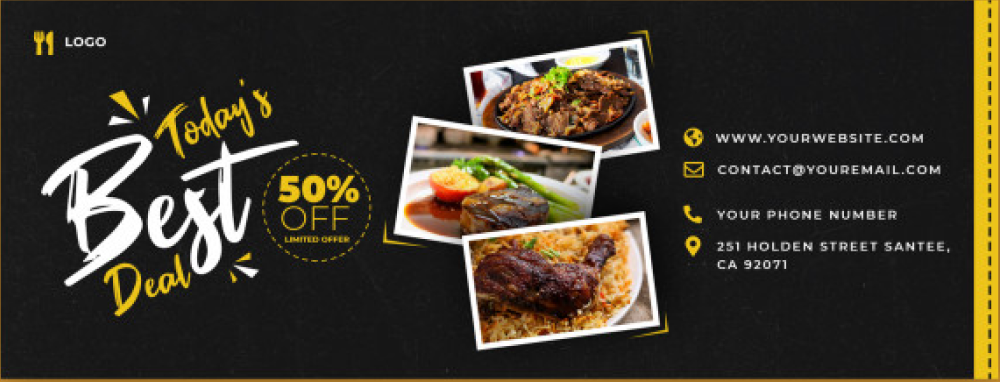 LOGO
Today's
Best
Deal
50%
OFF
LIMITED OFFER
WWW.YOURWEBSITE.COM
CONTACT@YOUREMAIL.COM
YOUR PHONE NUMBER
251 HOLDEN STREET SANTEE,
CA 92071